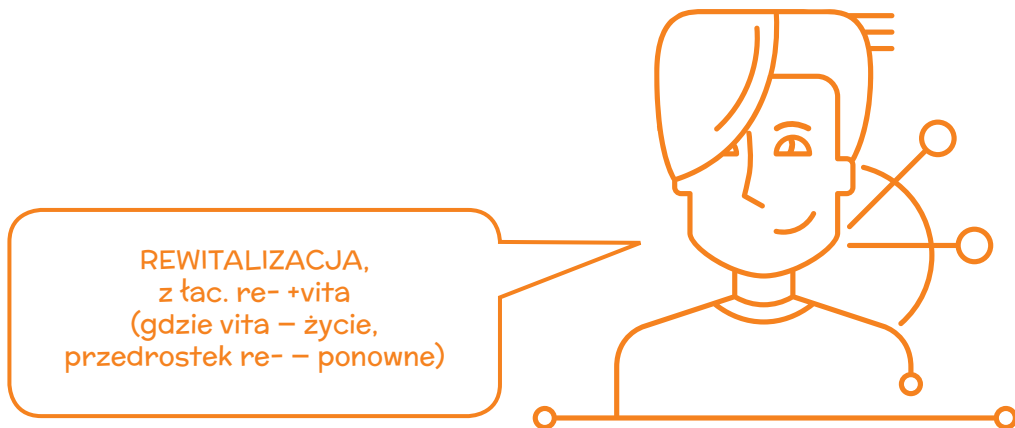 REWITALIZACJA,
z łac. re- +vita
(gdzie vita – życie,
przedrostek re- – ponowne)